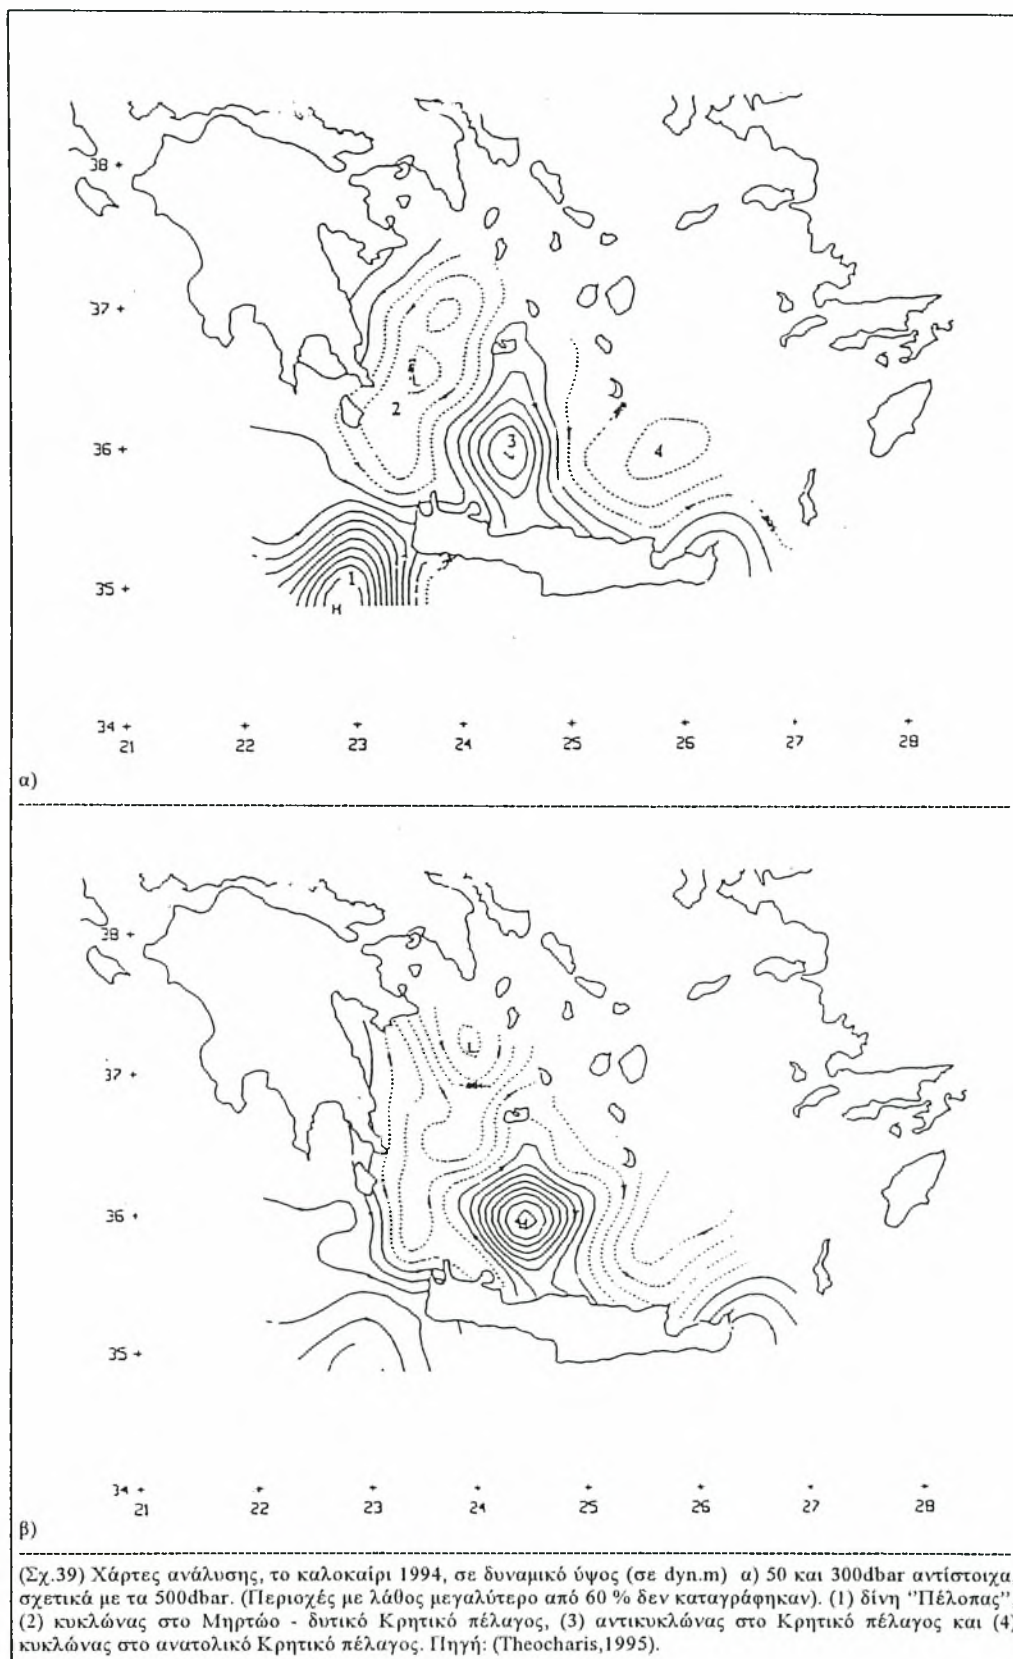 38 +
37 +
L
2
3
4
36 +
1
35 +
H
34 +
21 22 23 24 25 26 27 28
α)
38 +
L
37 +
36 +
H
35 +
34 +
21 22 23 24 25 26 27 28
β)
(Σχ.39) Χάρτες ανάλυσης, το καλοκαίρι 1994, σε δυναμικό ύψος (σε dyn.m) α) 50 και 300dbar αντίστοιχα
σχετικά με τα 500dbar. (Περιοχές με λάθος μεγαλύτερο από 60 % δεν καταγράφηκαν). (1) δίνη "Πέλοπας"
(2) κυκλώνας στο Μηρτώο - δυτικό Κρητικό πέλαγος, (3) αντικυκλώνας στο Κρητικό πέλαγος και (4)
κυκλώνας στο ανατολικό Κρητικό πέλαγος. Πηγή: (Theocharis,1995).